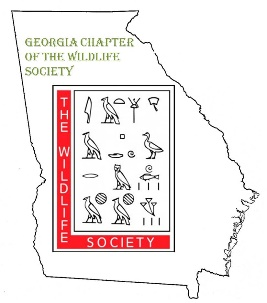 GEORGIA CHAPTER
OF THE WILDLIFE
SOCIETY
THE WILDLIFE
SOCIETY